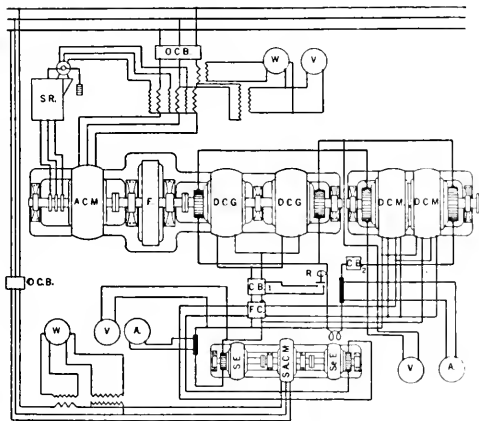 O.C.B.
W
V
S.R.
A.C.M.
F.
D.C.G.
D.C.G.
D.C.M.
D.C.M.
C.B.2
R
C.B.1
F.C.
O.C.B.
W
V
A.
S.E.
S.A.C.M.
S.E.
V
A.